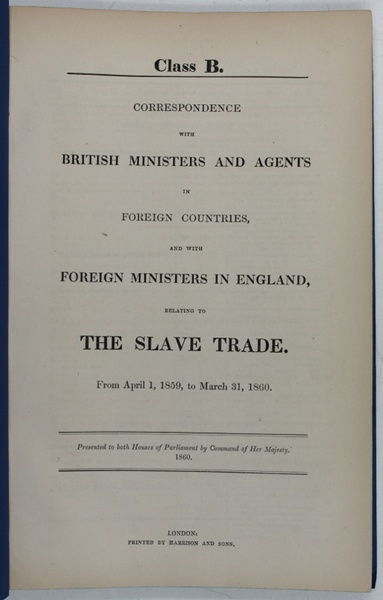 Class B.
CORRESPONDENCE
WITH
BRITISH MINISTERS AND AGENTS
IN
FOREIGN COUNTRIES,
AND WITH
FOREIGN MINISTERS IN ENGLAND,
RELATING TO
THE SLAVE TRADE.
From April 1, 1859, to March 31, 1860.
Presented to both Houses of Parliament by Command of Her Majesty.
1860.
LONDON:
PRINTED BY HARRISON AND SONS.